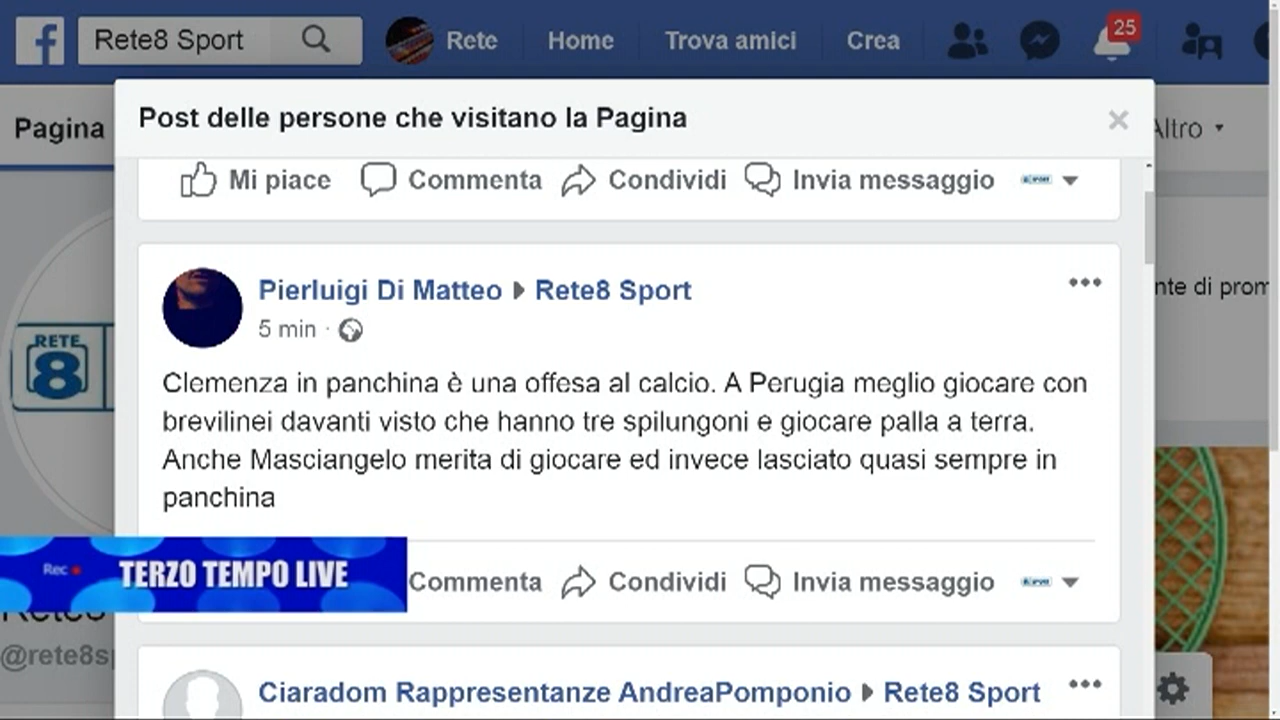 Rete8 Sport
Rete
Home
Trova amici
Crea
25
Pagina
Post delle persone che visitano la Pagina
×
Altro
Mi piace
Commenta
Condividi
Invia messaggio
Pierluigi Di Matteo
Rete8 Sport
5 min ·
nte di prom
RETE
8
Clemenza in panchina è una offesa al calcio. A Perugia meglio giocare con
brevilinei davanti visto che hanno tre spilungoni e giocare palla a terra.
Anche Masciangelo merita di giocare ed invece lasciato quasi sempre in
panchina
Rec
TERZO TEMPO LIVE
Commenta
Condividi
Invia messaggio
@rete8sp
Ciaradom Rappresentanze AndreaPomponio
Rete8 Sport